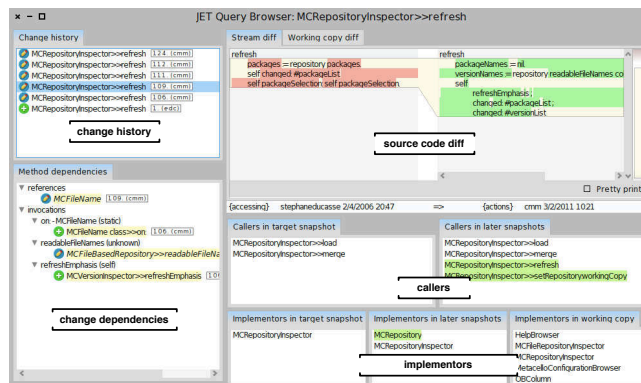 JET Query Browser: MCRepositoryInspector>>refresh
Change history
MCRepositoryInspector>>refresh 124 (cmm)
MCRepositoryInspector>>refresh 112 (cmm)
MCRepositoryInspector>>refresh 111 (cmm)
MCRepositoryInspector>>refresh 109 (cmm)
MCRepositoryInspector>>refresh 106 (cmm)
MCRepositoryInspector>>refresh 1 (edc)
change history
Stream diff
Working copy diff
refresh
packages := repository packages.
self changed: #packageList.
self packageSelection: self packageSelection.
refresh
packageNames := nil.
versionNames := repository readableFileNames co
self
refreshEmphasis ;
changed: #packageList ;
changed: #versionList
source code diff
Pretty print
{accessing} stephaneducasse 2/4/2006 20:47 => {actions} cmm 3/2/2011 10:21
Method dependencies
references
MCFileName 109 (cmm)
invocations
on: - MCFileName (static)
MCFileName class>>on: 106 (cmm)
readableFileNames (unknown)
MCFileBasedRepository>>readableFileNa
refreshEmphasis (self)
MCVersionInspector>>refreshEmphasis
change dependencies
Callers in target snapshot
MCRepositoryInspector>>load
MCRepositoryInspector>>merge
Callers in later snapshots
MCRepositoryInspector>>load
MCRepositoryInspector>>merge
MCRepositoryInspector>>refresh
MCRepositoryInspector>>setRepositoryworkingCopy
callers
Implementors in target snapshot
MCRepositoryInspector
Implementors in later snapshots
MCRepository
MCRepositoryInspector
Implementors in working copy
HelpBrowser
MCFileRepositoryInspector
MCRepositoryInspector
MetacelloConfigurationBrowser
OBColumn
implementors